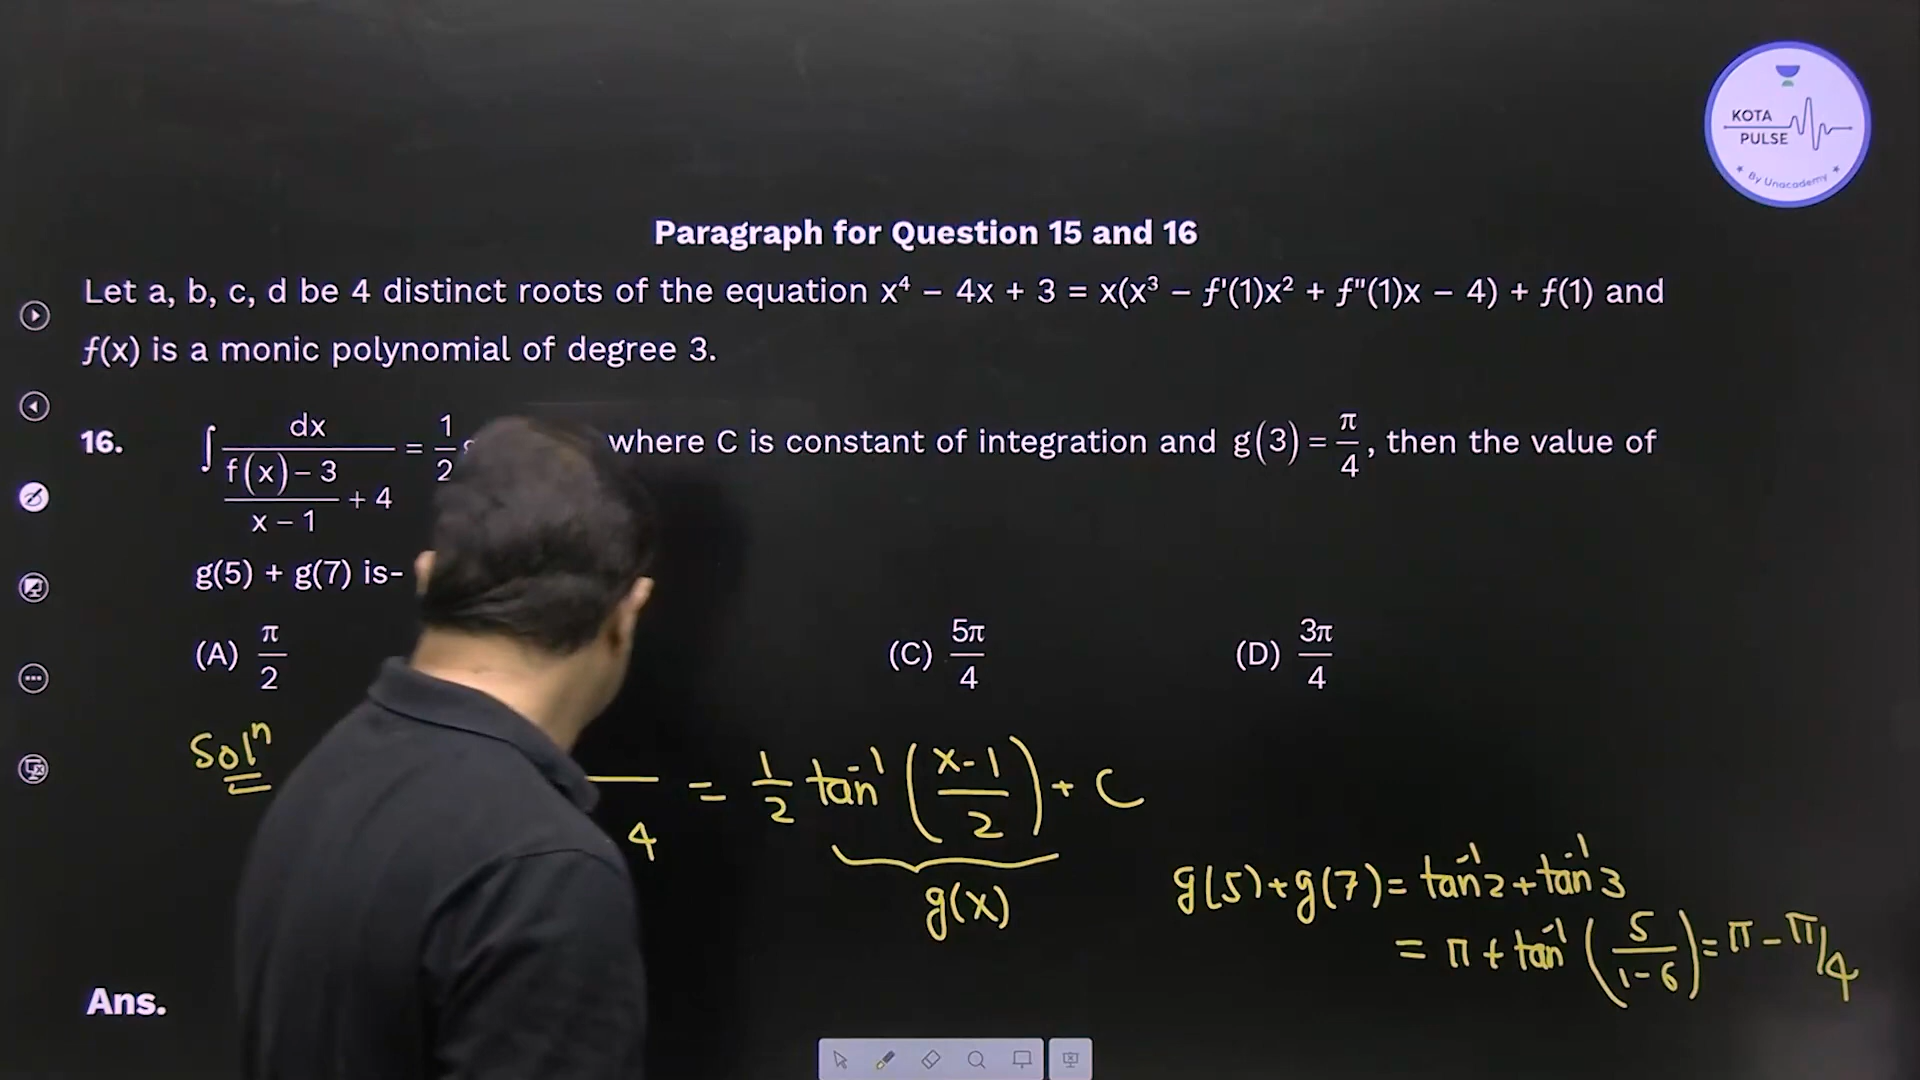 KOTA
PULSE
★ By Unacademy ★
Paragraph for Question 15 and 16
Let a, b, c, d be 4 distinct roots of the equation x⁴ – 4x + 3 = x(x³ – f'(1)x² + f"(1)x – 4) + f(1) and
f(x) is a monic polynomial of degree 3.
16. ∫ dx / ((f(x) – 3)/(x – 1) + 4) = 1/2 where C is constant of integration and g(3) = π/4, then the value of
g(5) + g(7) is-
(A) π/2 (C) 5π/4 (D) 3π/4
Solⁿ
4 = 1/2 tan⁻¹ ((x-1)/2) + C
g(x)
g(5)+g(7) = tan⁻¹2 + tan⁻¹3
= π + tan⁻¹ (5/(1-6)) = π - π/4
Ans.